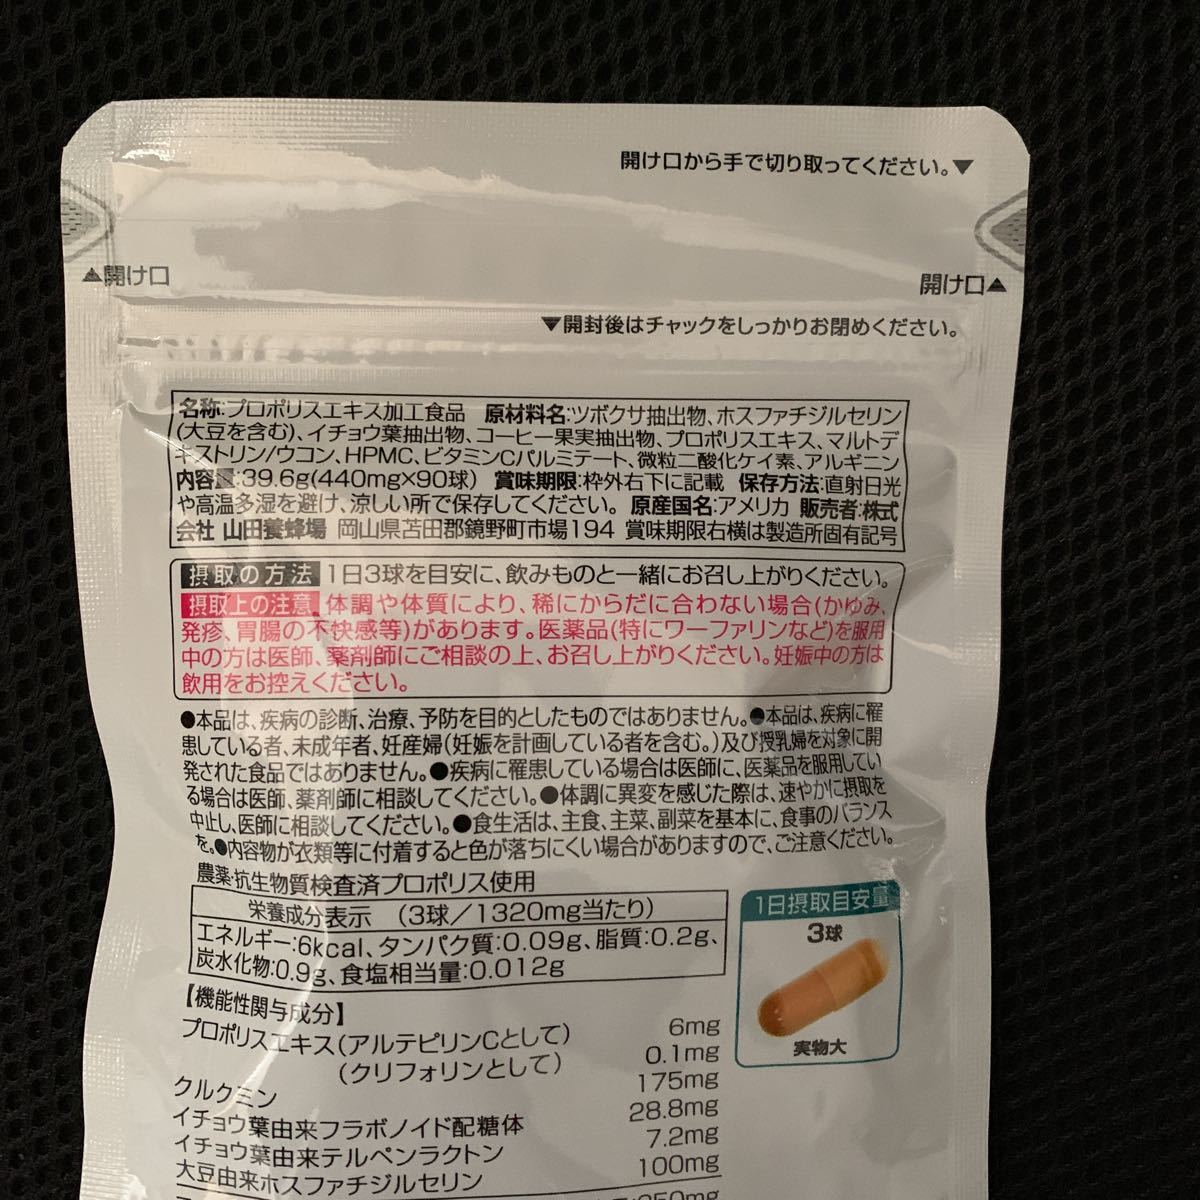 開け口から手で切り取ってください。▼
▲開け口
開け口▲
▼開封後はチャックをしっかりお閉めください。
名称:プロポリスエキス加工食品 原材料名:ツボクサ抽出物、ホスファチジルセリン
(大豆を含む)、イチョウ葉抽出物、コーヒー果実抽出物、プロポリスエキス、マルトデ
キストリン/ウコン、HPMC、ビタミンCパルミテート、微粒二酸化ケイ素、アルギニン
内容量:39.6g(440mg×90球) 賞味期限:枠外右下に記載 保存方法:直射日光
や高温多湿を避け、涼しい所で保存してください。 原産国名:アメリカ 販売者:株式
会社 山田養蜂場 岡山県苫田郡鏡野町市場194 賞味期限右横は製造所固有記号
摂取の方法 1日3球を目安に、飲みものと一緒にお召し上がりください。
摂取上の注意 体調や体質により、稀にからだに合わない場合(かゆみ、
発疹、胃腸の不快感等)があります。医薬品(特にワーファリンなど)を服用
中の方は医師、薬剤師にご相談の上、お召し上がりください。妊娠中の方は
飲用をお控えください。
●本品は、疾病の診断、治療、予防を目的としたものではありません。●本品は、疾病に罹
患している者、未成年者、妊産婦(妊娠を計画している者を含む。)及び授乳婦を対象に開
発された食品ではありません。●疾病に罹患している場合は医師に、医薬品を服用してい
る場合は医師、薬剤師に相談してください。●体調に異変を感じた際は、速やかに摂取を
中止し、医師に相談してください。●食生活は、主食、主菜、副菜を基本に、食事のバランス
を。●内容物が衣類等に付着すると色が落ちにくい場合がありますので、ご注意ください。
農薬・抗生物質検査済プロポリス使用
栄養成分表示 (3球/1320mg当たり)
エネルギー:6kcal、タンパク質:0.09g、脂質:0.2g、
炭水化物:0.9g、食塩相当量:0.012g
1日摂取目安量
3球
実物大
【機能性関与成分】
プロポリスエキス(アルテピリンCとして) 6mg
(クリフォリンとして) 0.1mg
クルクミン 175mg
イチョウ葉由来フラボノイド配糖体 28.8mg
イチョウ葉由来テルペンラクトン 7.2mg
大豆由来ホスファチジルセリン 100mg